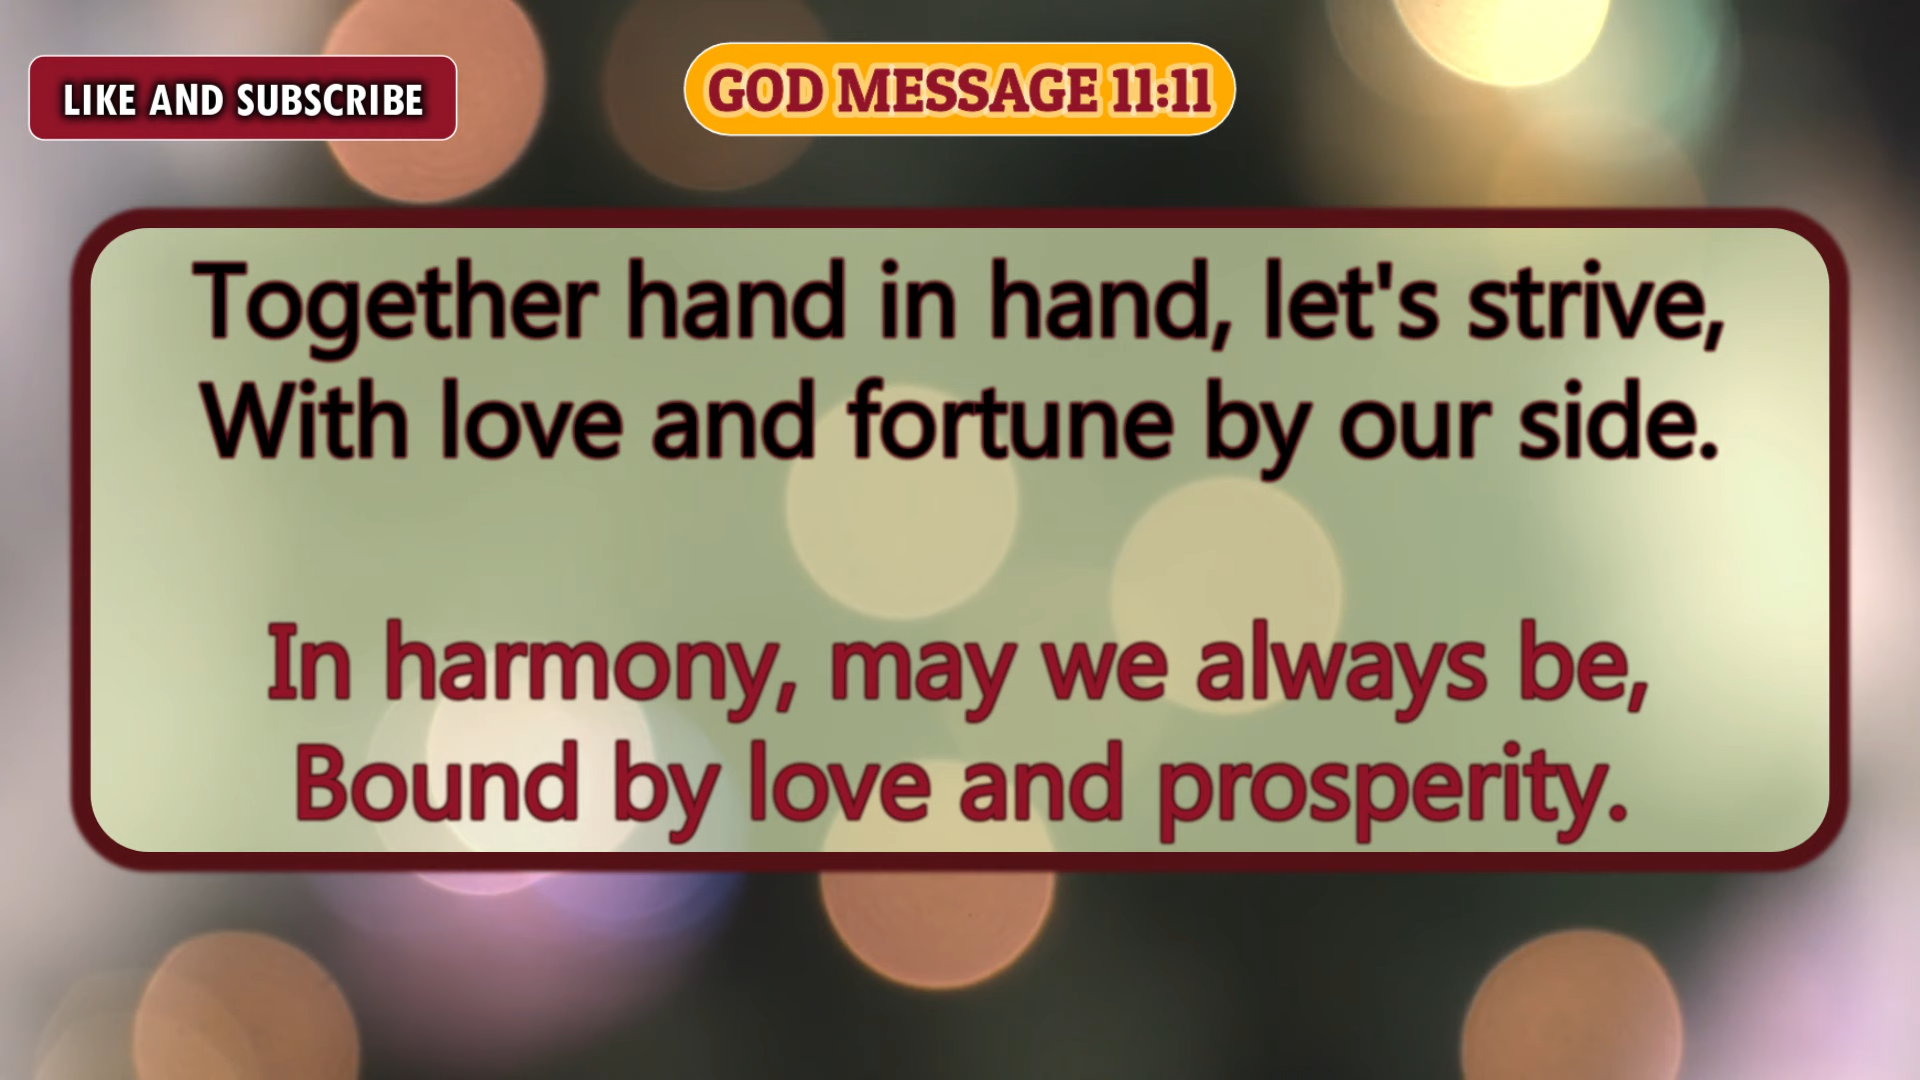 LIKE AND SUBSCRIBE
GOD MESSAGE 11:11
Together hand in hand, let's strive,
With love and fortune by our side.
In harmony, may we always be,
Bound by love and prosperity.